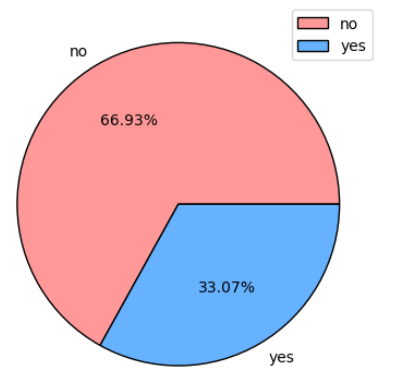 no
yes
no
66.93%
33.07%
yes